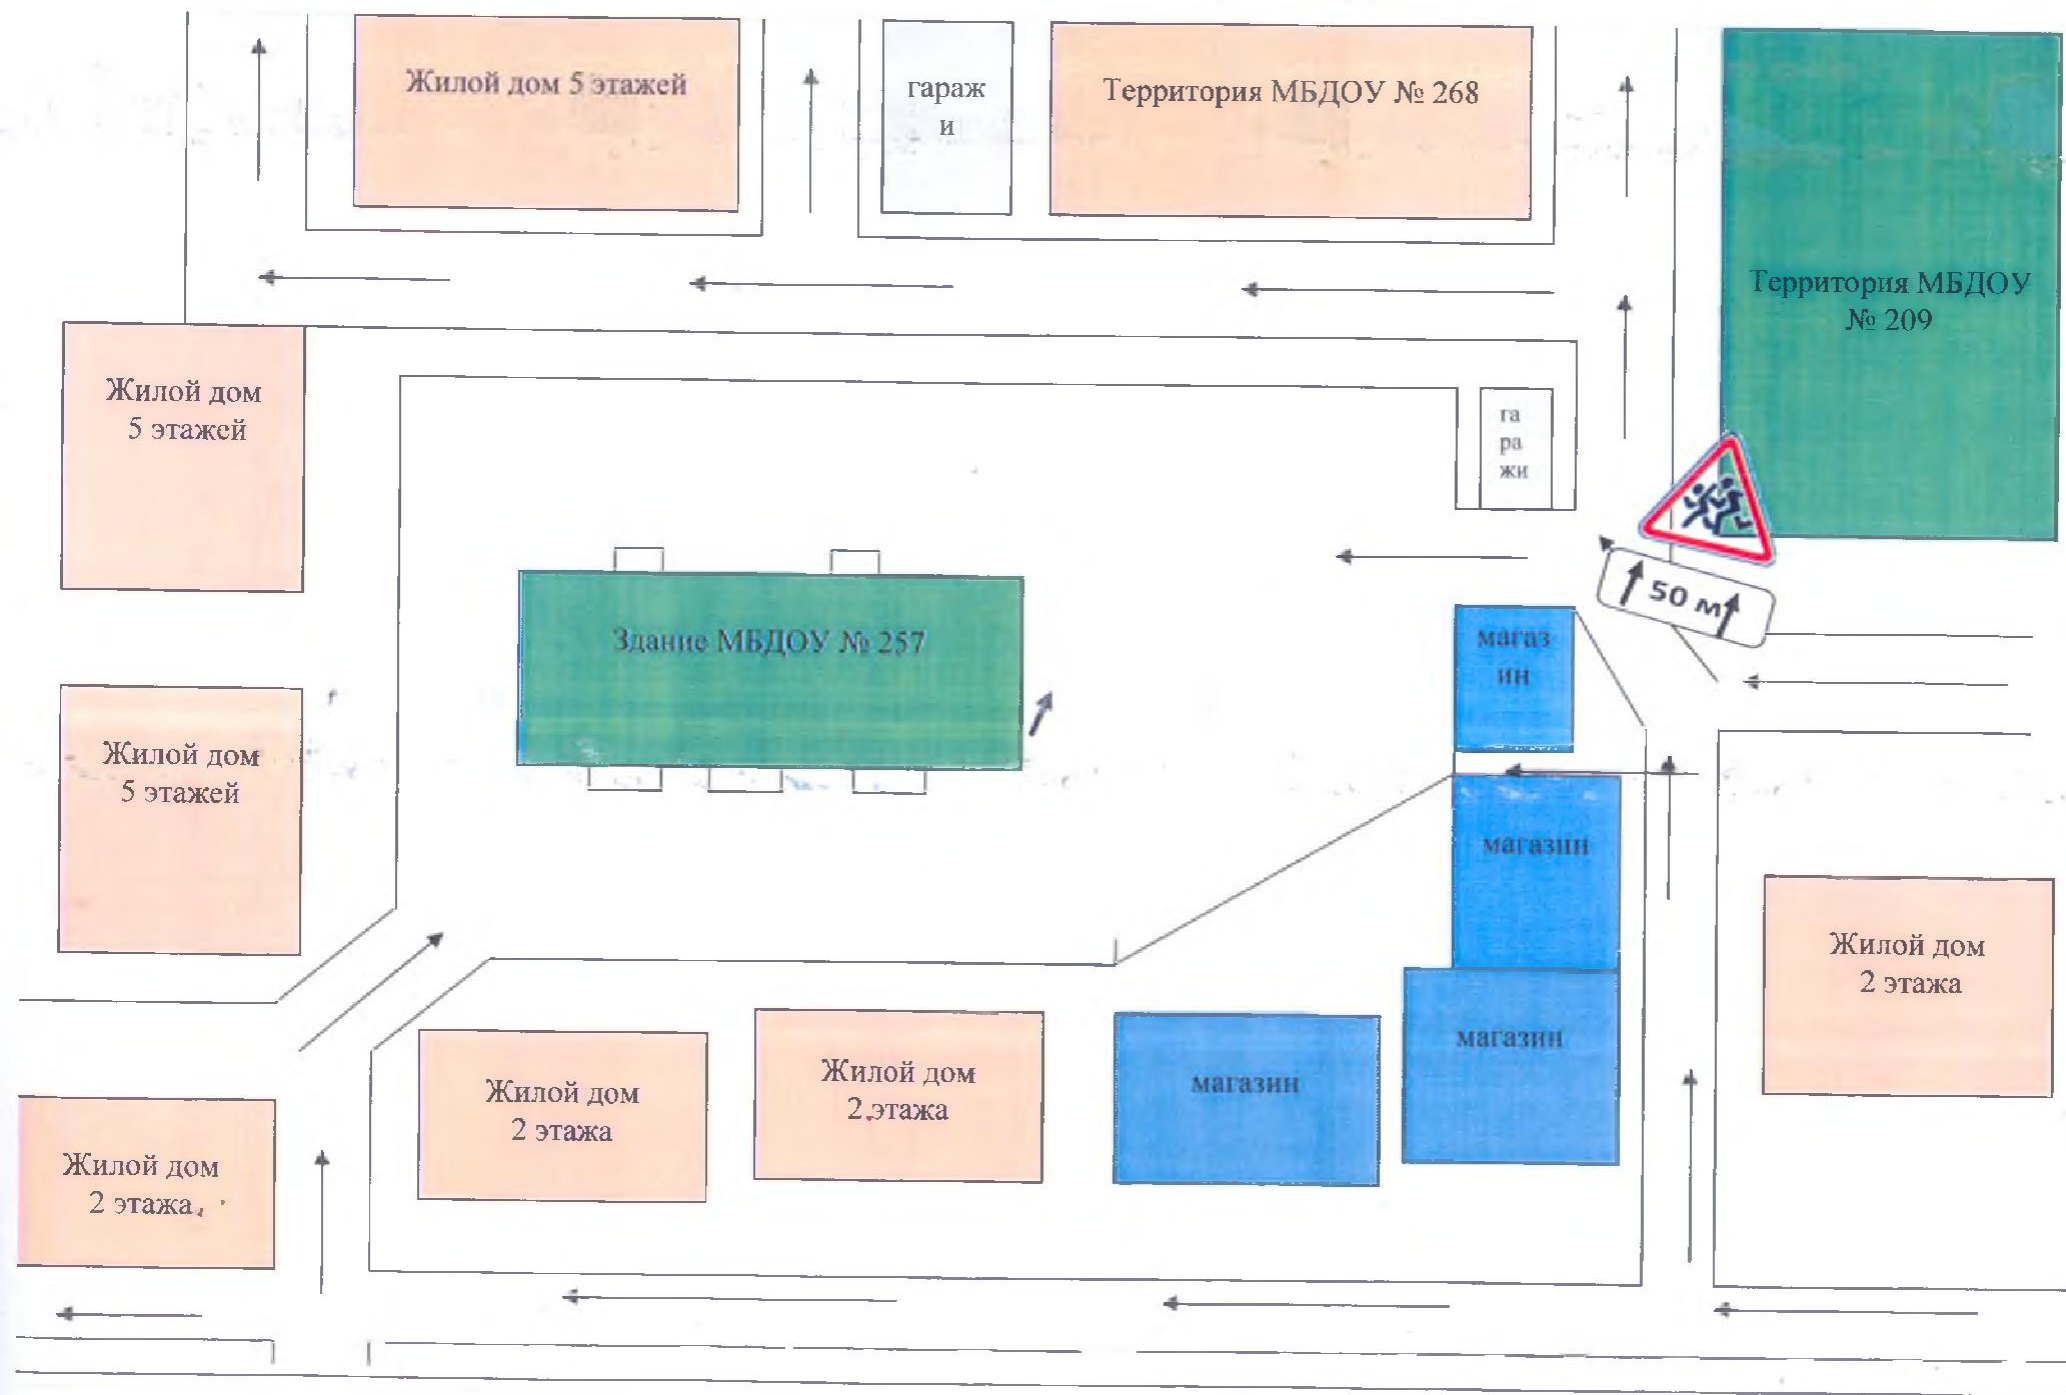 Жилой дом 5 этажей
гараж
и
Территория МБДОУ № 268
Территория МБДОУ
№ 209
Жилой дом
5 этажей
га
ра
жи
50 м
Здание МБДОУ № 257
магаз
ин
Жилой дом
5 этажей
магазин
Жилой дом
2 этажа
магазин
Жилой дом
2 этажа
Жилой дом
2 этажа
магазин
Жилой дом
2 этажа